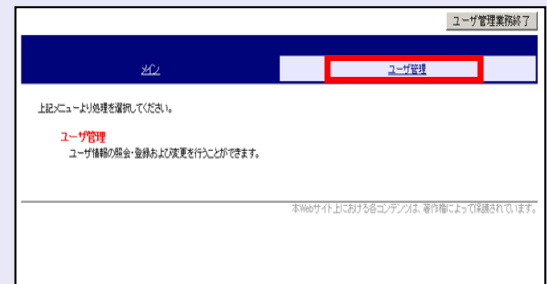 ユーザ管理業務終了
メイン
ユーザ管理
上記メニューより処理を選択してください。
ユーザ管理
ユーザ情報の照会・登録および変更を行うことができます。
本Webサイト上における各コンテンツは、著作権によって保護されています。